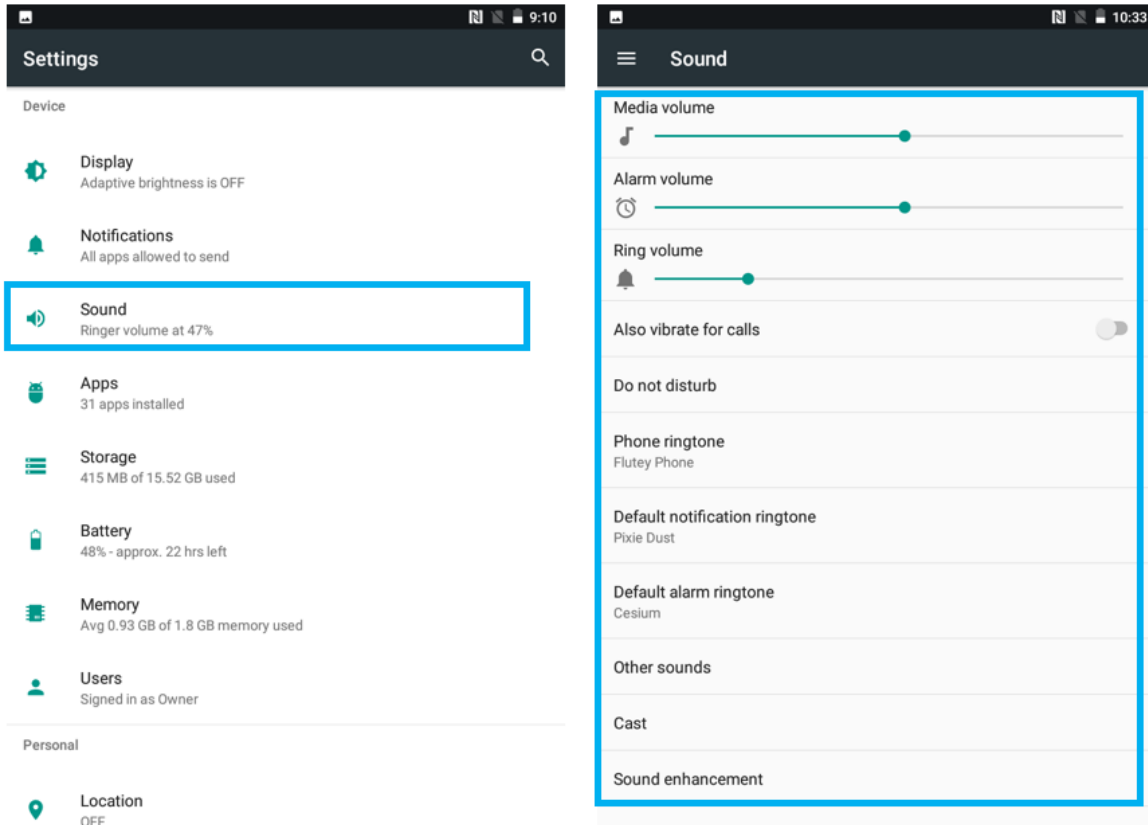 9:10
Settings
Device
Display
Adaptive brightness is OFF
Notifications
All apps allowed to send
Sound
Ringer volume at 47%
Apps
31 apps installed
Storage
415 MB of 15.52 GB used
Battery
48% - approx. 22 hrs left
Memory
Avg 0.93 GB of 1.8 GB memory used
Users
Signed in as Owner
Personal
Location
OFF
10:33
Sound
Media volume
Alarm volume
Ring volume
Also vibrate for calls
Do not disturb
Phone ringtone
Flutey Phone
Default notification ringtone
Pixie Dust
Default alarm ringtone
Cesium
Other sounds
Cast
Sound enhancement